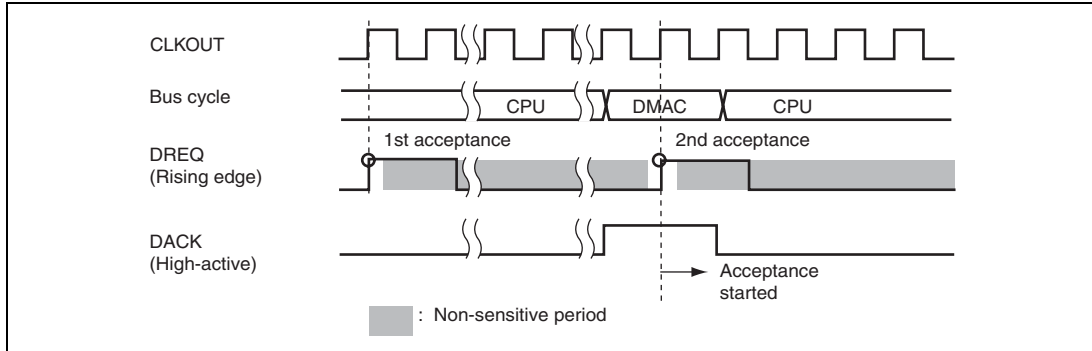 CLKOUT
Bus cycle
CPU
DMAC
CPU
1st acceptance
2nd acceptance
DREQ
(Rising edge)
DACK
(High-active)
Acceptance
started
: Non-sensitive period